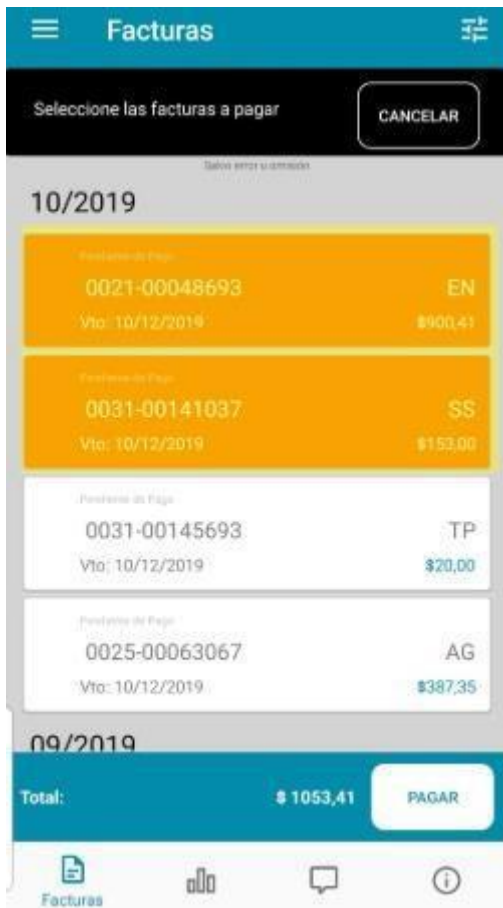 Facturas
Seleccione las facturas a pagar
CANCELAR
Salvo error u omisión
10/2019
Pendiente de Pago
0021-00048693 EN
Vto: 10/12/2019 $900,41
Pendiente de Pago
0031-00141037 SS
Vto: 10/12/2019 $153,00
Pendiente de Pago
0031-00145693 TP
Vto: 10/12/2019 $20,00
Pendiente de Pago
0025-00063067 AG
Vto: 10/12/2019 $387,35
09/2019
Total: $ 1053,41 PAGAR
Facturas